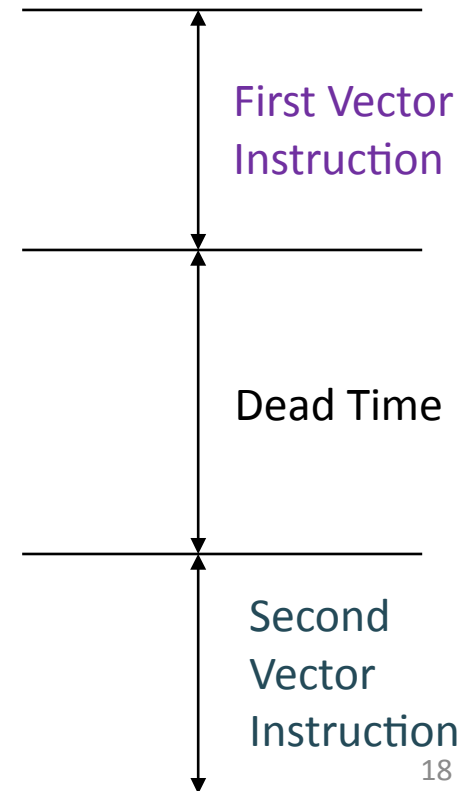 First Vector
Instruction
Dead Time
Second
Vector
Instruction
18